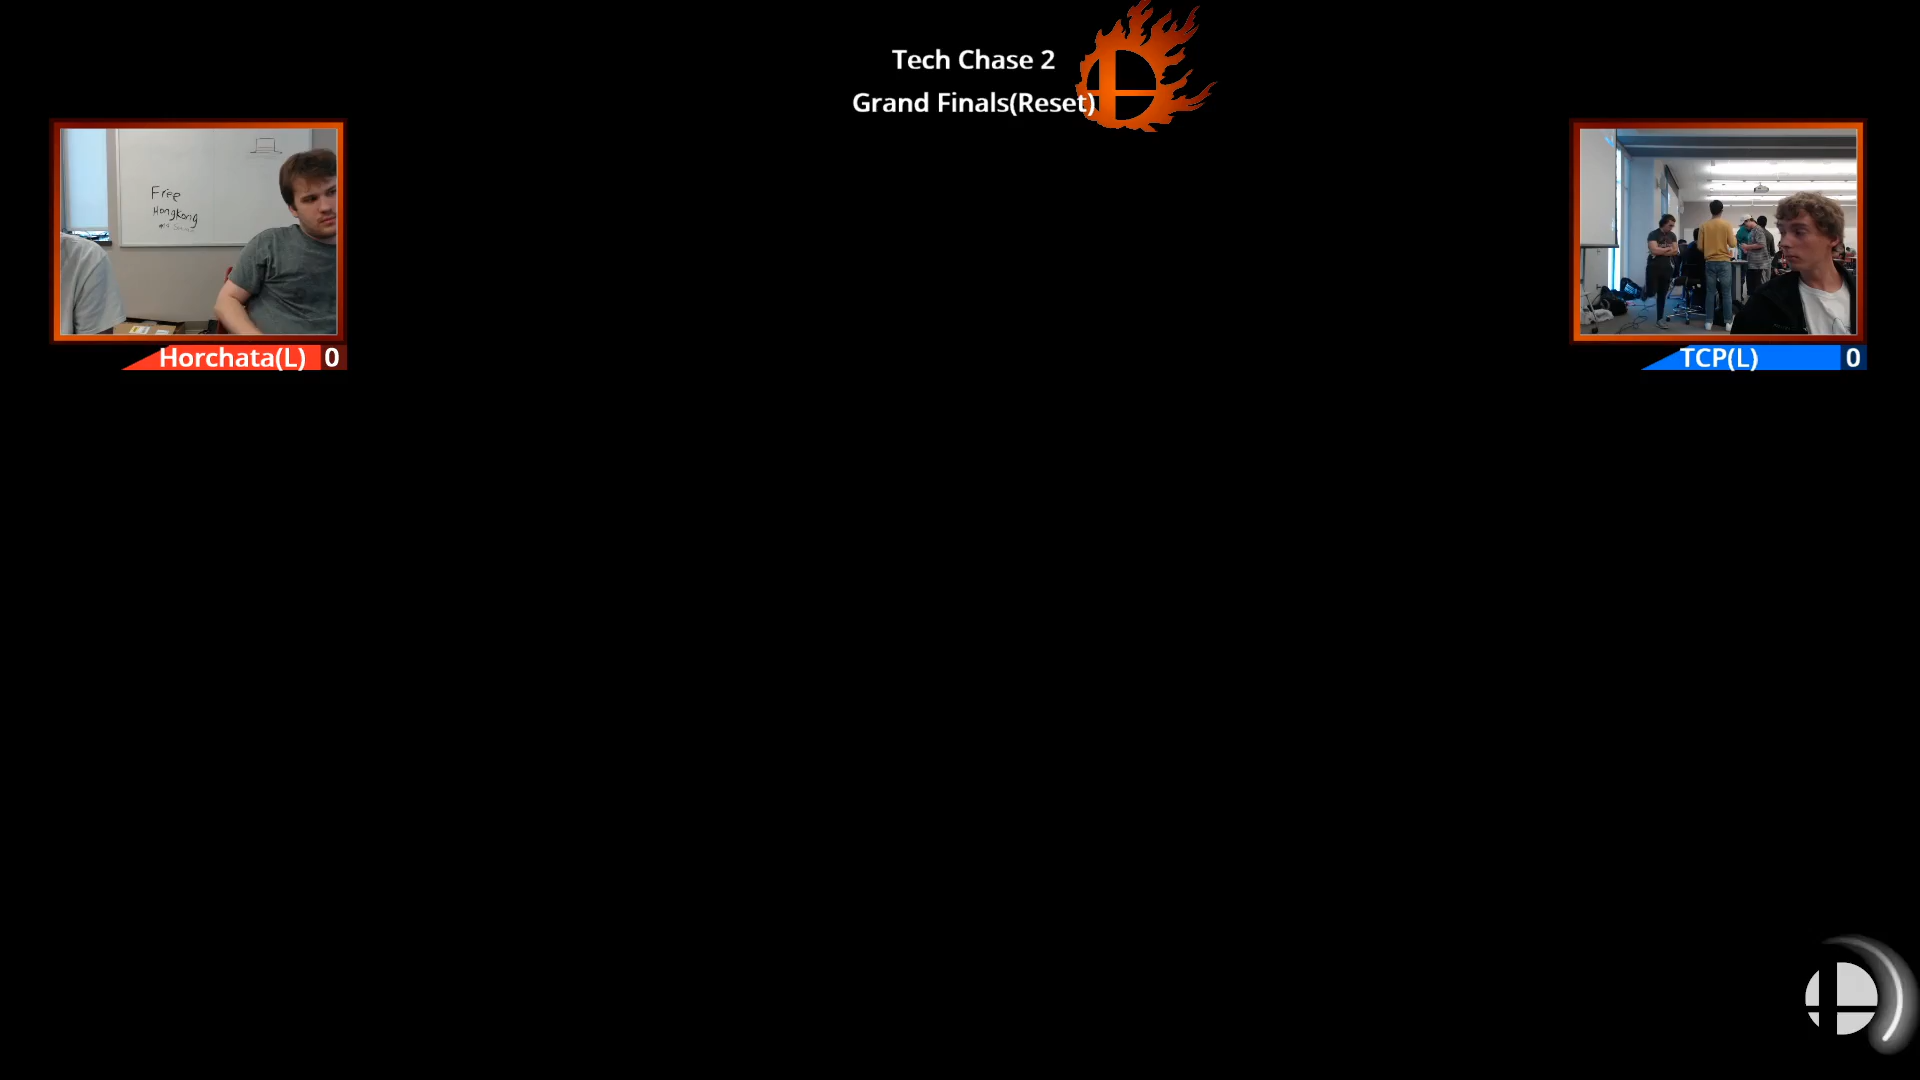 Tech Chase 2
Grand Finals(Reset)
Free
Hongkong
Horchata(L) 0
TCP(L) 0